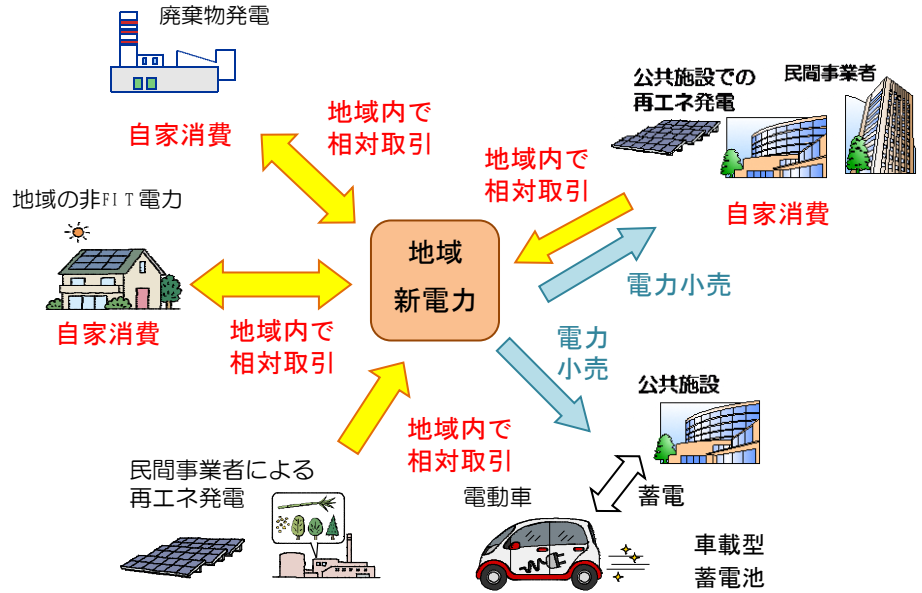 廃棄物発電
自家消費
地域内で
相対取引
公共施設での
再エネ発電
民間事業者
地域内で
相対取引
自家消費
地域の非FIT電力
自家消費
地域内で
相対取引
地域
新電力
電力小売
電力
小売
公共施設
地域内で
相対取引
民間事業者による
再エネ発電
電動車
蓄電
車載型
蓄電池